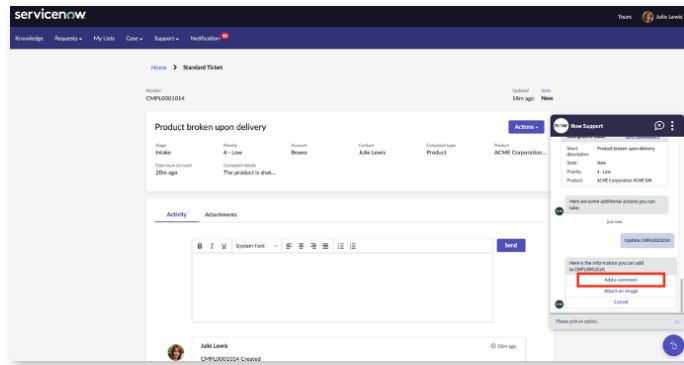 servicenow
Tours Julie Lewis
Knowledge Requests My Lists Case Support Notification
Home > Standard Ticket
Number
CMPL0001014
Updated State
18m ago New
Product broken upon delivery
Actions
Stage Priority Account Contact Complaint type Product
Intake 4 - Low Boxeo Julie Lewis Product ACME Corporation...
Date issue occured Complaint details
20m ago The product is shat...
Activity Attachments
B I U System Font
Send
Julie Lewis
10m ago
CMPL0001014 Created
Now Support
Short description Product broken upon delivery
State New
Priority 4 - Low
Product ACME Corporation ACME EW
Here are some additional actions you can
take:
just now
Update CMPL0001014
Here is the information you can add
to CMPL0001014:
Add a comment
Attach an image
Cancel
Please pick an option.